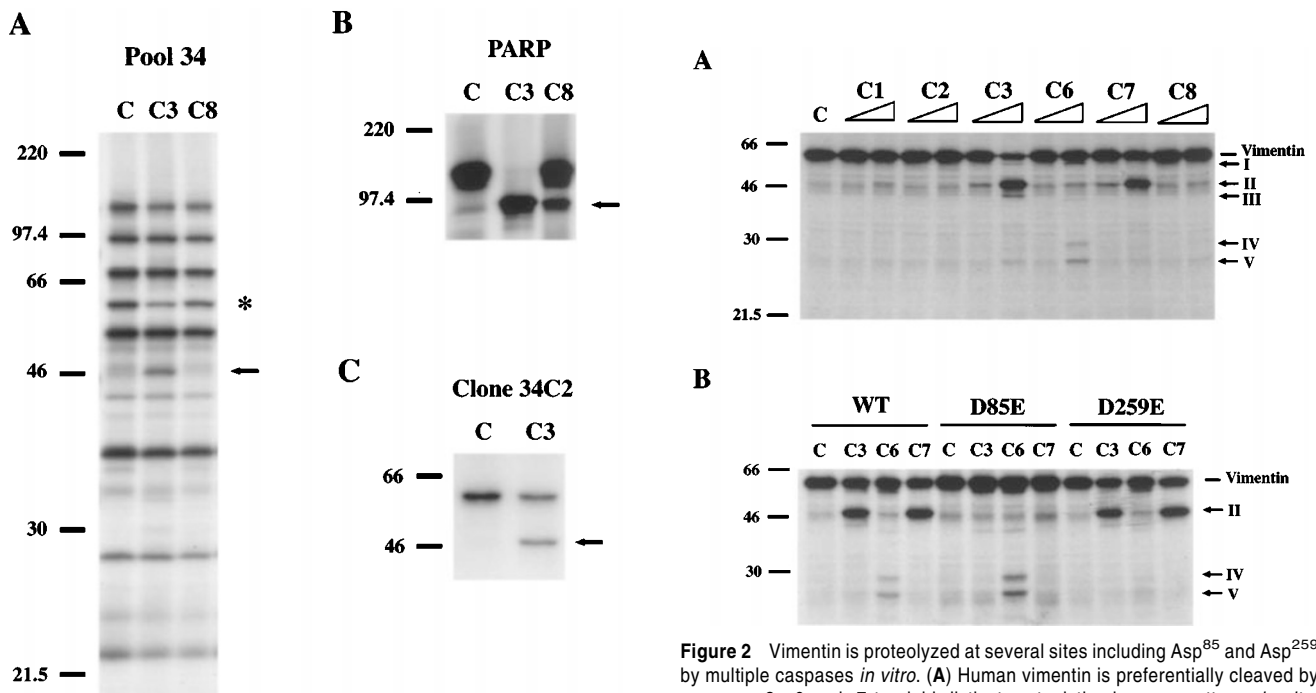 A
Pool 34
C C3 C8
220
97.4
66
*
46
30
21.5
B
PARP
C C3 C8
220
97.4
C
Clone 34C2
C C3
66
46
A
C C1 C2 C3 C6 C7 C8
66
Vimentin
I
46
II
III
30
IV
V
21.5
B
WT D85E D259E
C C3 C6 C7 C C3 C6 C7 C C3 C6 C7
66
Vimentin
46
II
30
IV
V
Figure 2 Vimentin is proteolyzed at several sites including Asp85 and Asp259
by multiple caspases in vitro. (A) Human vimentin is preferentially cleaved by